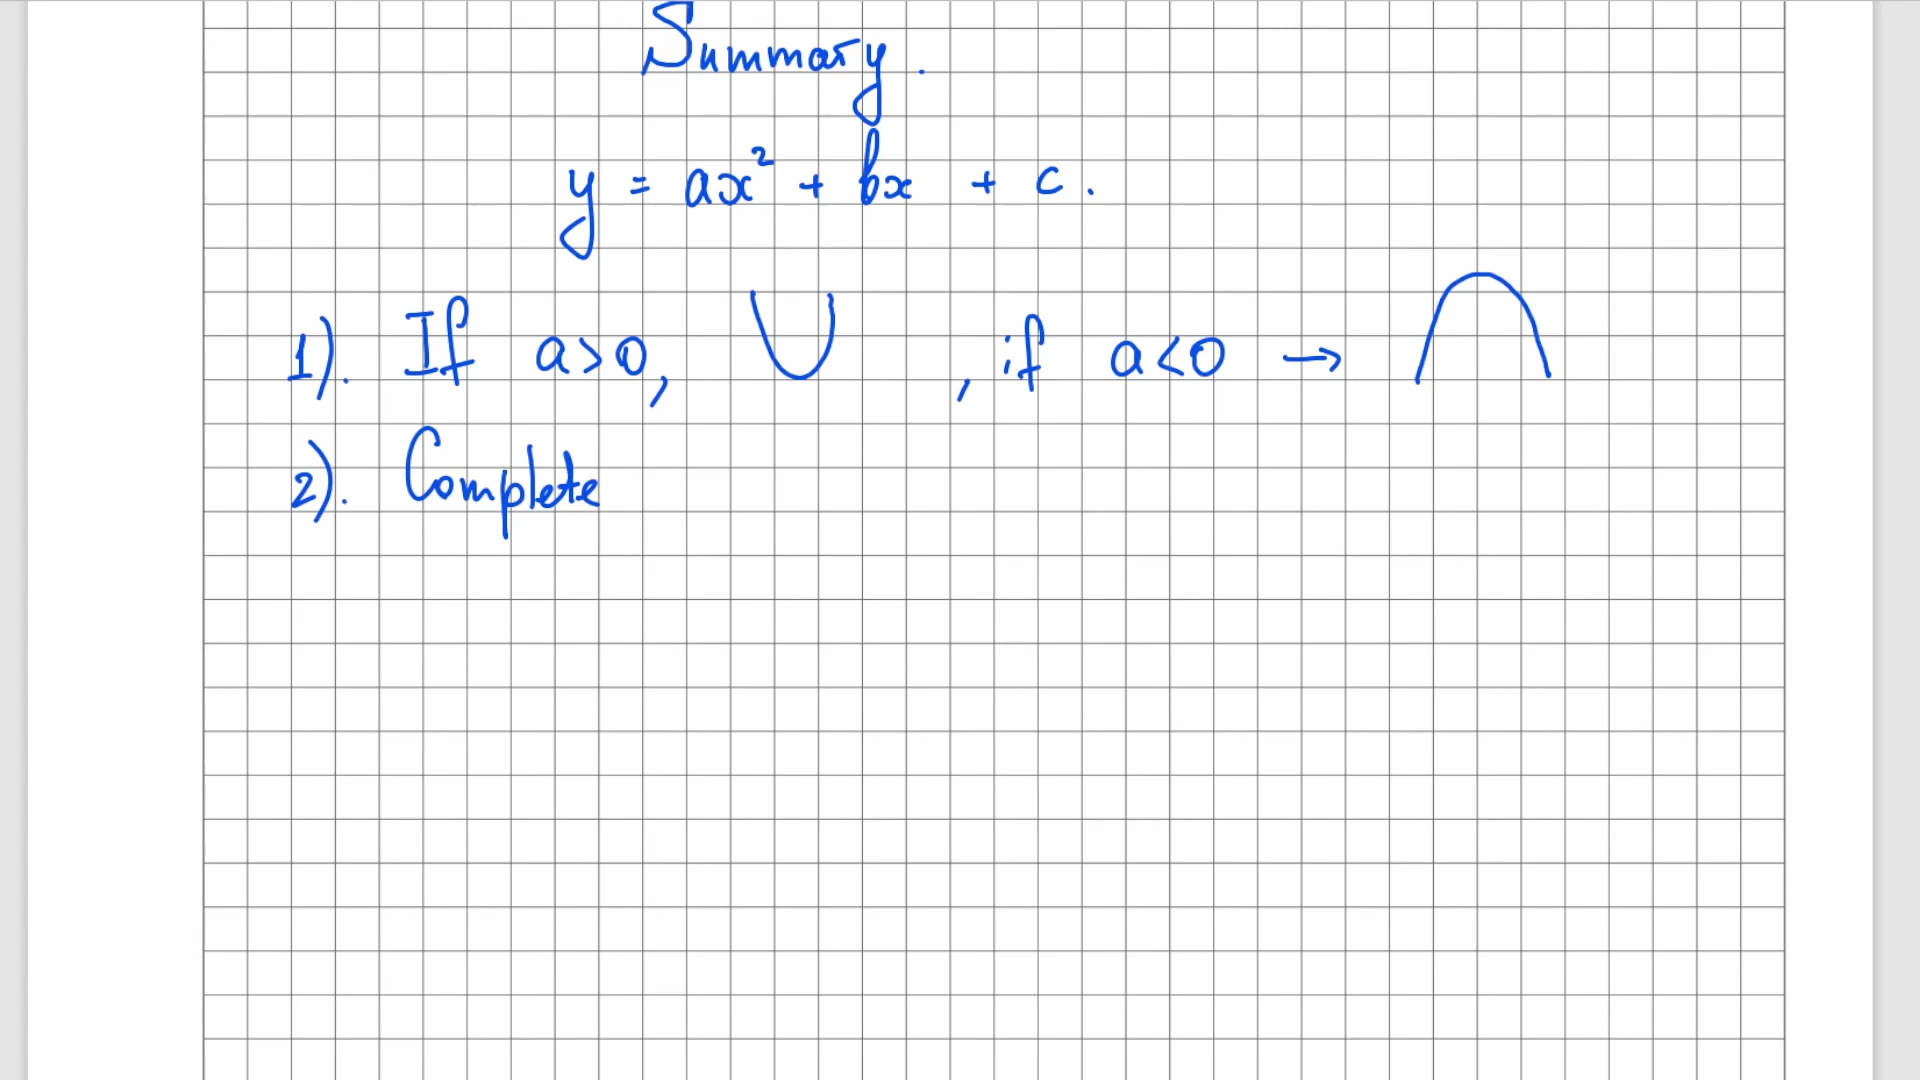 Summary.
y = ax² + bx + c.
1). If a>0, , if a<0 →
2). Complete